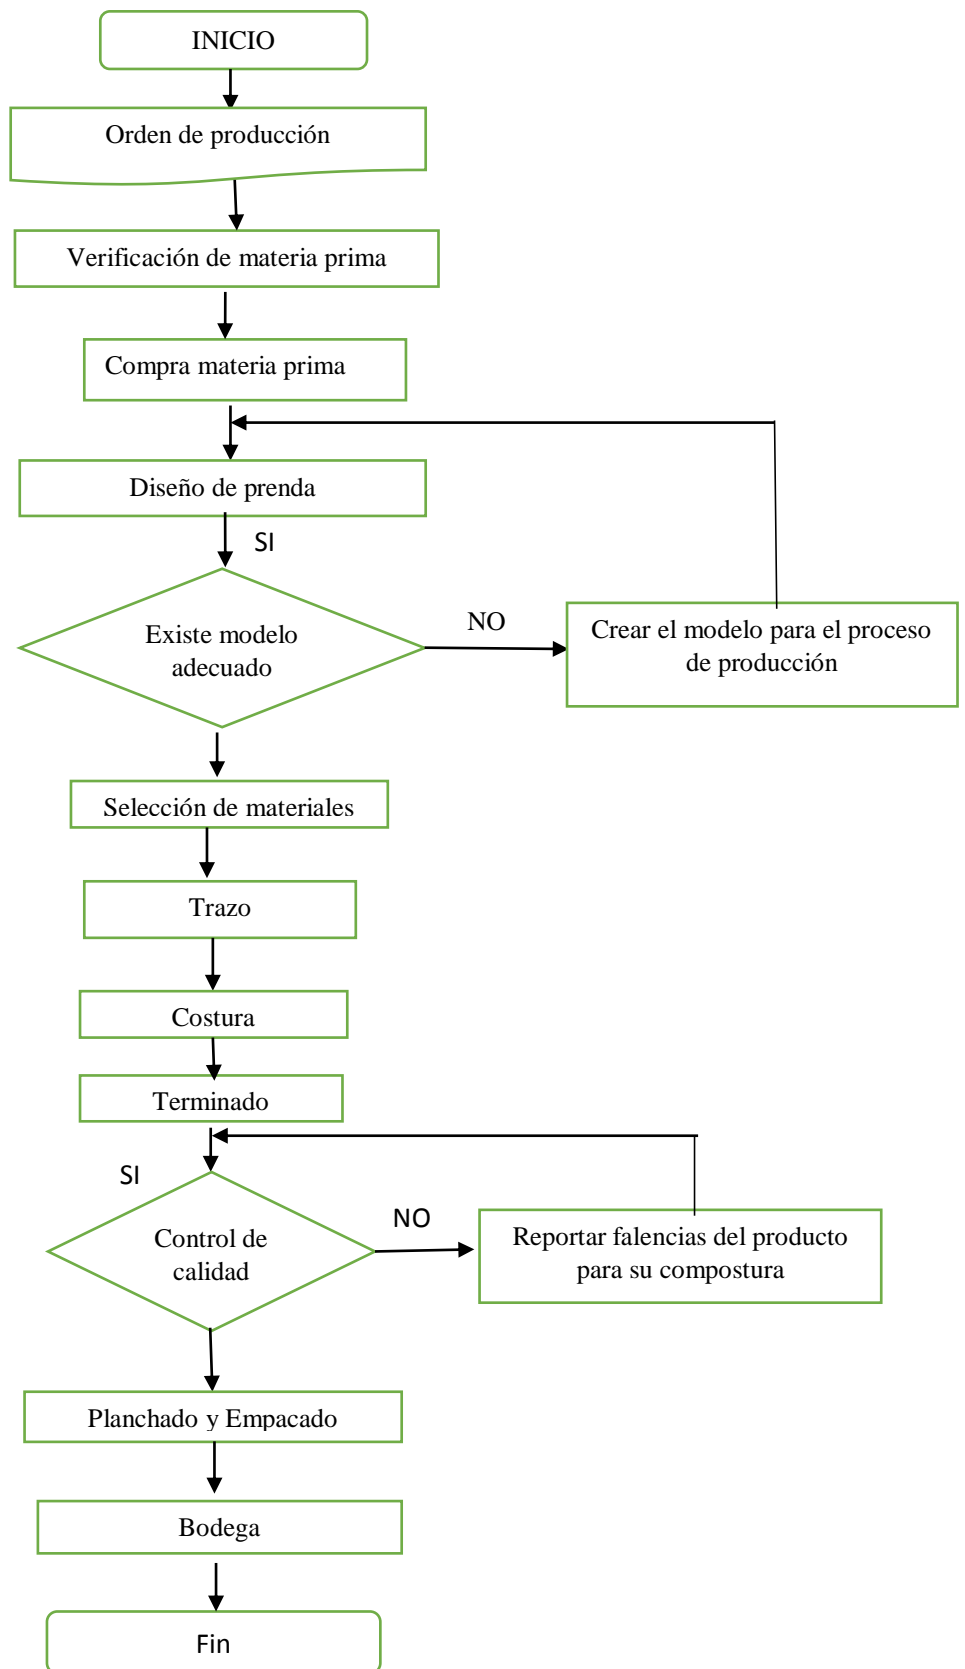 INICIO
Orden de producción
Verificación de materia prima
Compra materia prima
Diseño de prenda
SI
Existe modelo
adecuado
NO
Crear el modelo para el proceso
de producción
Selección de materiales
Trazo
Costura
Terminado
SI
Control de
calidad
NO
Reportar falencias del producto
para su compostura
Planchado y Empacado
Bodega
Fin